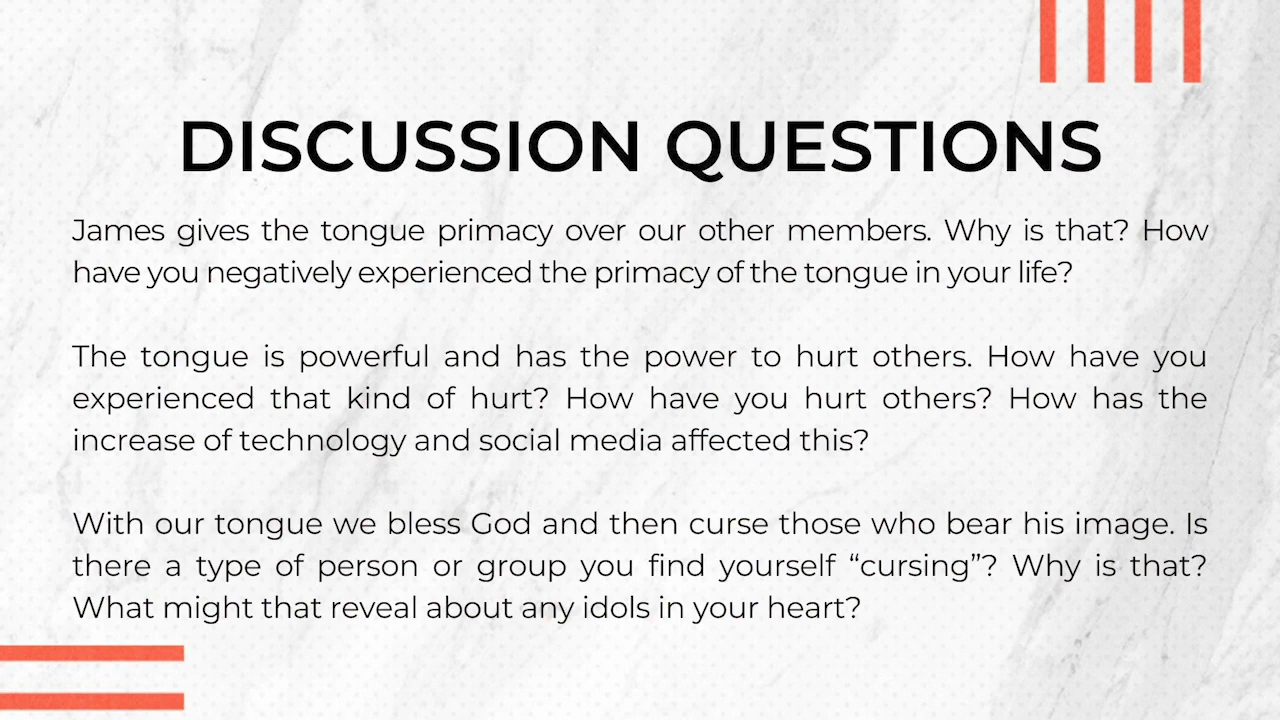 DISCUSSION QUESTIONS
James gives the tongue primacy over our other members. Why is that? How
have you negatively experienced the primacy of the tongue in your life?
The tongue is powerful and has the power to hurt others. How have you
experienced that kind of hurt? How have you hurt others? How has the
increase of technology and social media affected this?
With our tongue we bless God and then curse those who bear his image. Is
there a type of person or group you find yourself “cursing”? Why is that?
What might that reveal about any idols in your heart?